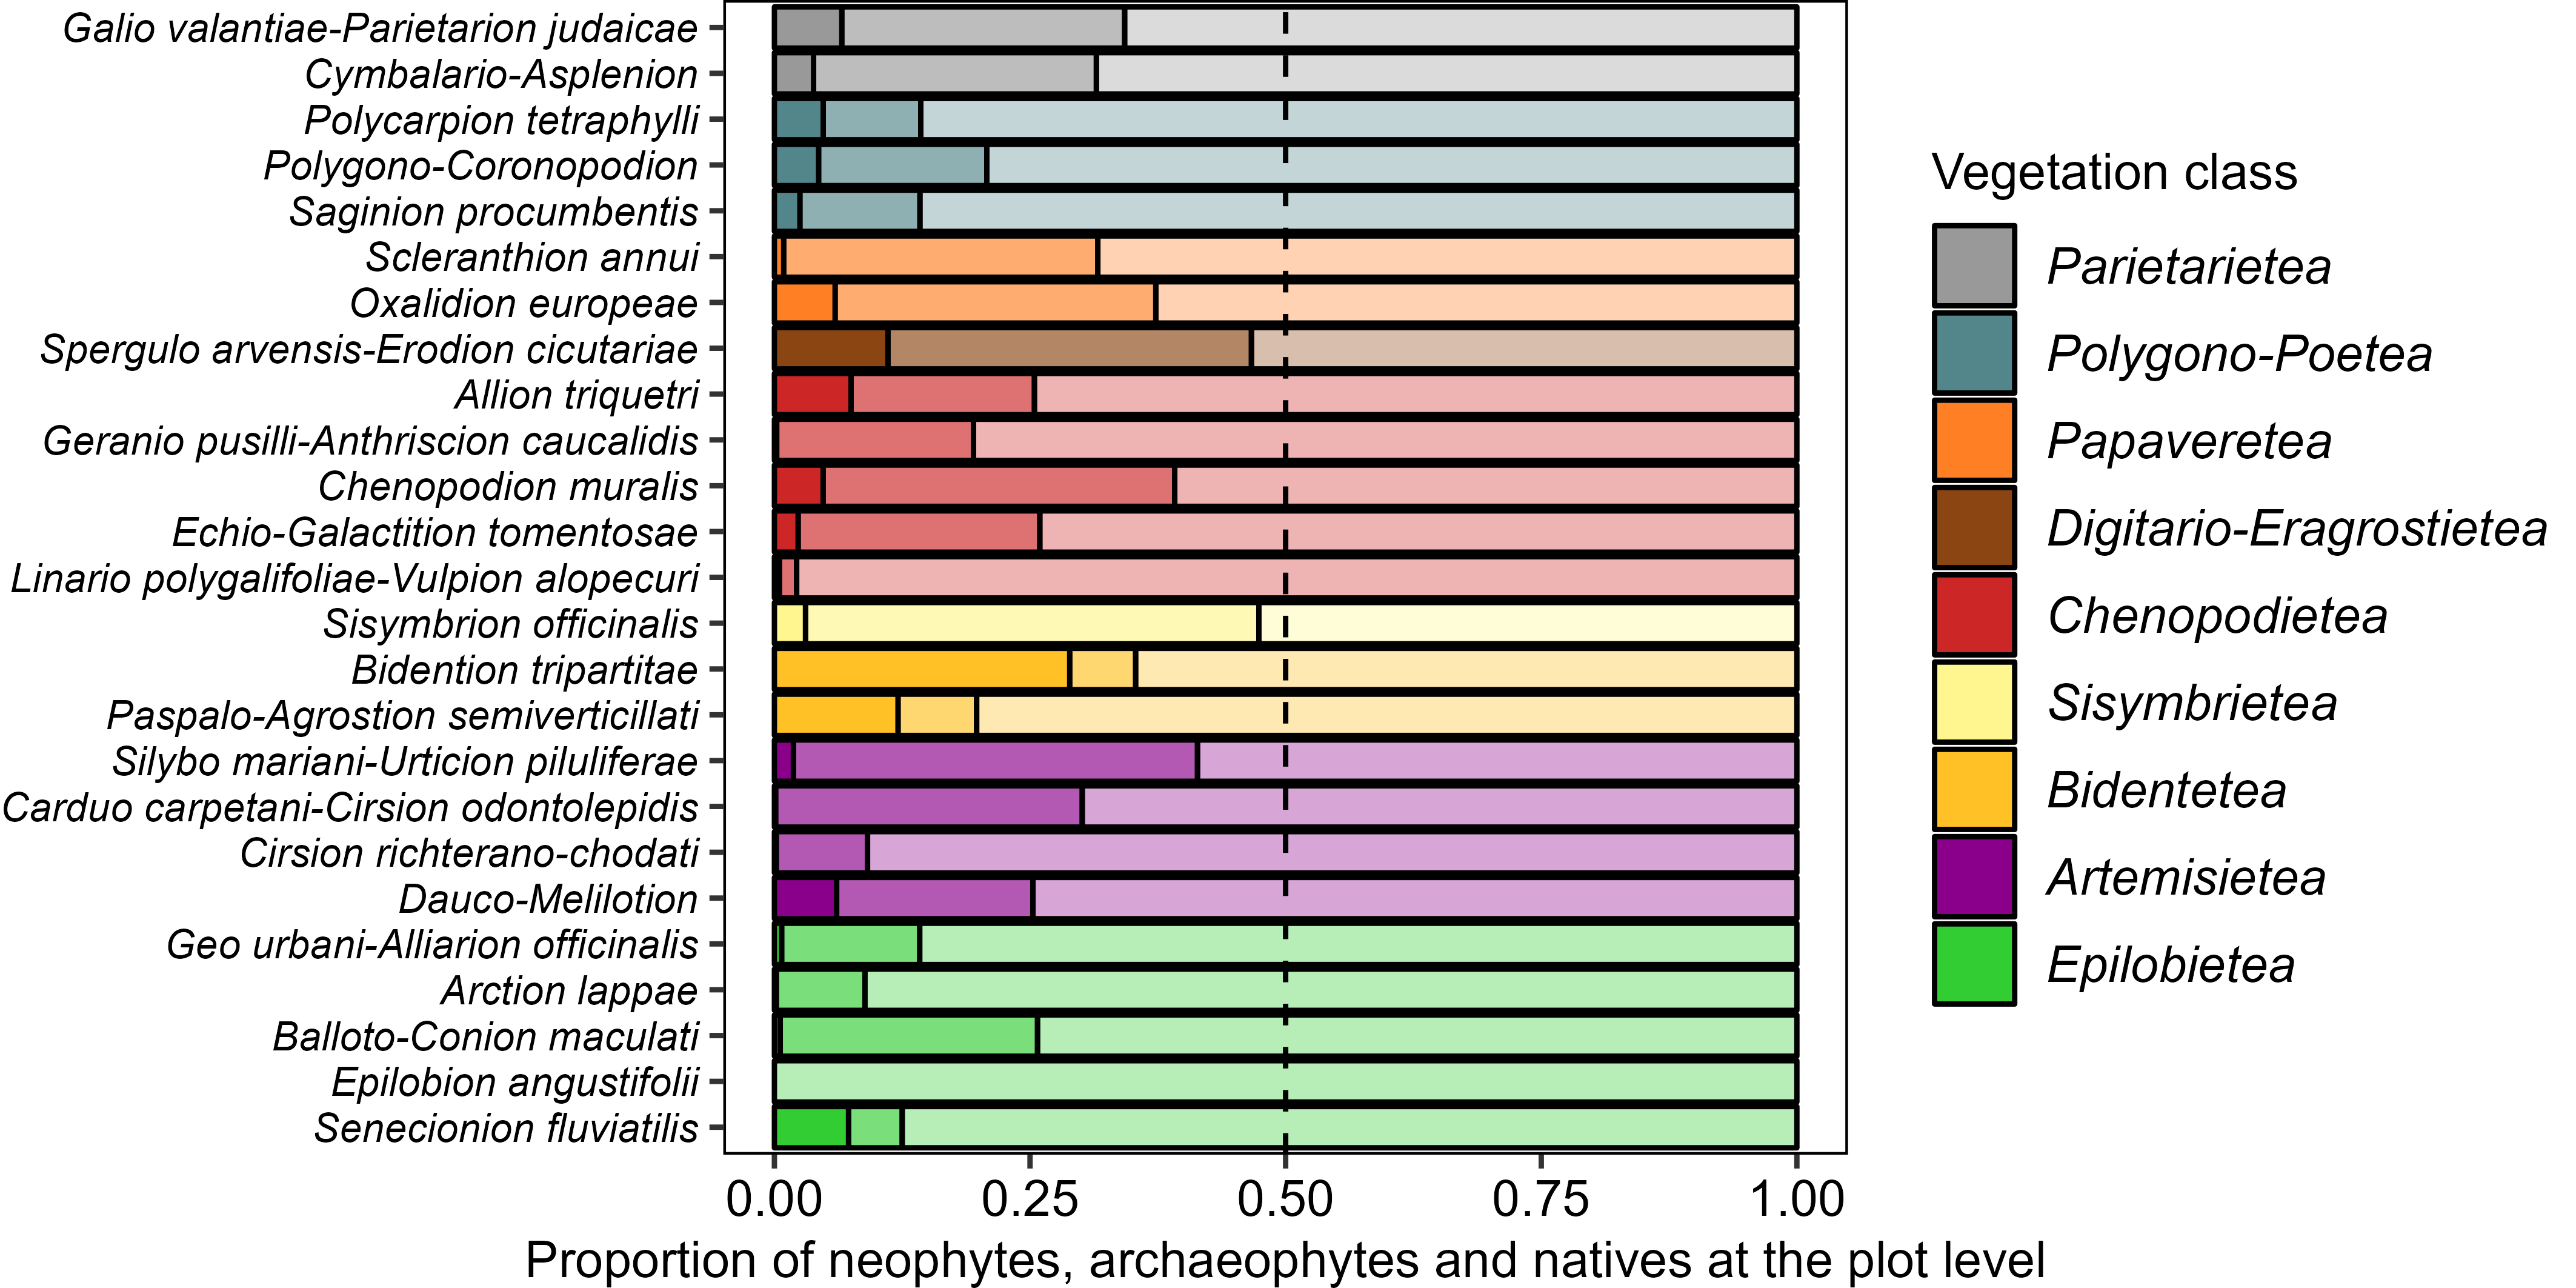 Galio valantiae-Parietarion judaicae
Cymbalario-Asplenion
Polycarpion tetraphylli
Polygono-Coronopodion
Saginion procumbentis
Scleranthion annui
Oxalidion europeae
Spergulo arvensis-Erodion cicutariae
Allion triquetri
Geranio pusilli-Anthriscion caucalidis
Chenopodion muralis
Echio-Galactition tomentosae
Linario polygalifoliae-Vulpion alopecuri
Sisymbrion officinalis
Bidention tripartitae
Paspalo-Agrostion semiverticillati
Silybo mariani-Urticion piluliferae
Carduo carpetani-Cirsion odontolepidis
Cirsion richterano-chodati
Dauco-Melilotion
Geo urbani-Alliarion officinalis
Arction lappae
Balloto-Conion maculati
Epilobion angustifolii
Senecionion fluviatilis
0.00 0.25 0.50 0.75 1.00
Proportion of neophytes, archaeophytes and natives at the plot level
Vegetation class
Parietarietea
Polygono-Poetea
Papaveretea
Digitario-Eragrostietea
Chenopodietea
Sisymbrietea
Bidentetea
Artemisietea
Epilobietea